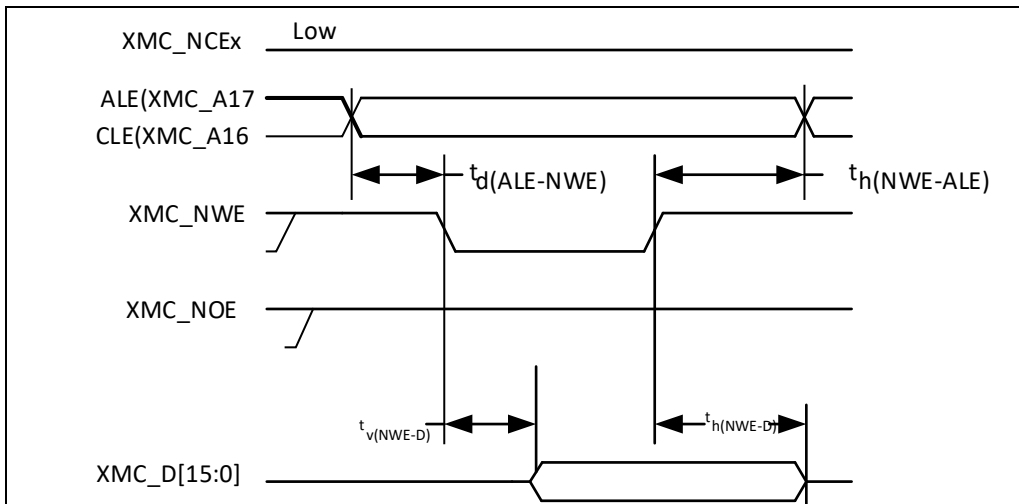 XMC_NCEx
Low
ALE(XMC_A17
CLE(XMC_A16
td(ALE-NWE)
th(NWE-ALE)
XMC_NWE
XMC_NOE
tv(NWE-D)
th(NWE-D)
XMC_D[15:0]